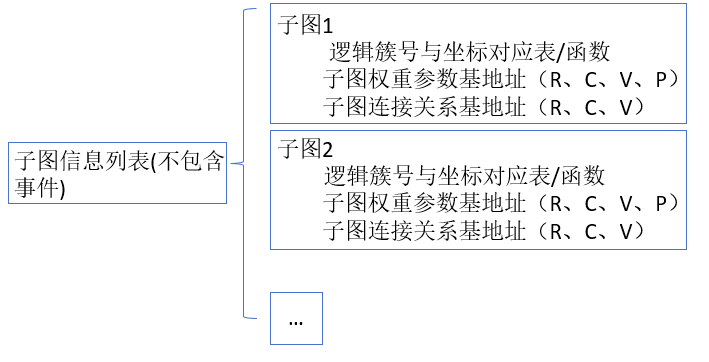 子图1
逻辑簇号与坐标对应表/函数
子图权重参数基地址（R、C、V、P）
子图连接关系基地址（R、C、V）
子图信息列表(不包含
事件)
子图2
逻辑簇号与坐标对应表/函数
子图权重参数基地址（R、C、V、P）
子图连接关系基地址（R、C、V）
...